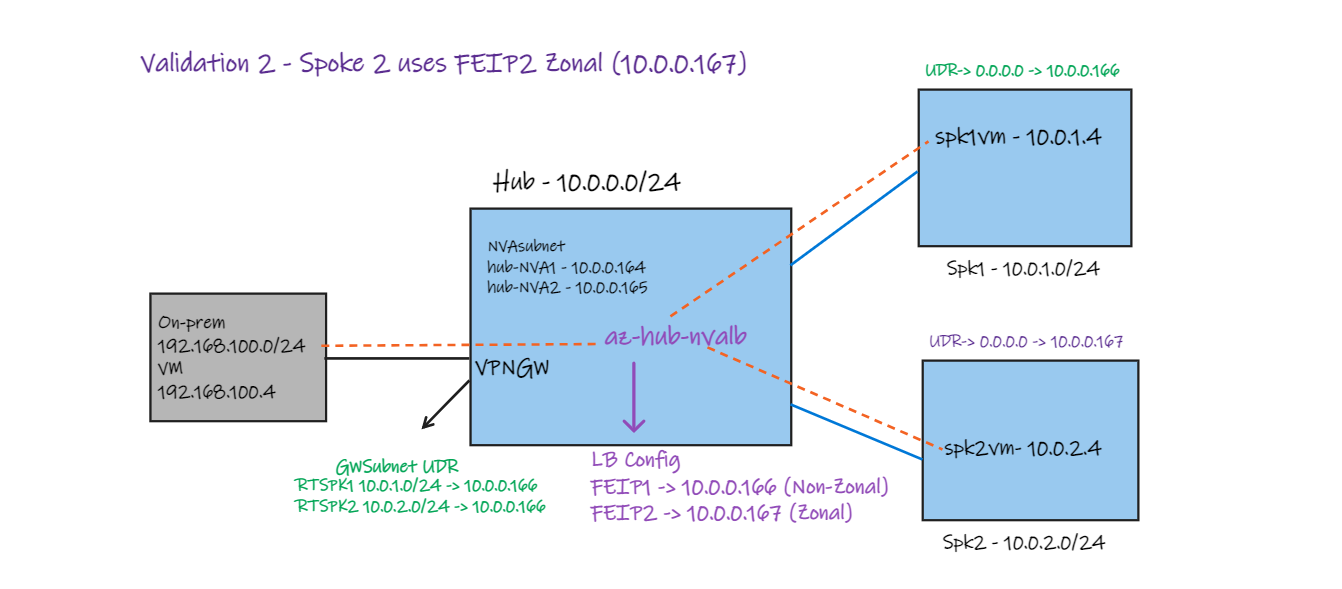 Validation 2 - Spoke 2 uses FEIP2 Zonal (10.0.0.167)
UDR-> 0.0.0.0 -> 10.0.0.166
spk1vm - 10.0.1.4
Spk1 - 10.0.1.0/24
Hub - 10.0.0.0/24
NVAsubnet
hub-NVA1 - 10.0.0.164
hub-NVA2 - 10.0.0.165
az-hub-nvalb
VPNGW
On-prem
192.168.100.0/24
VM
192.168.100.4
UDR-> 0.0.0.0 -> 10.0.0.167
spk2vm- 10.0.2.4
Spk2 - 10.0.2.0/24
GWSubnet UDR
RTSPK1 10.0.1.0/24 -> 10.0.0.166
RTSPK2 10.0.2.0/24 -> 10.0.0.166
LB Config
FEIP1 -> 10.0.0.166 (Non-Zonal)
FEIP2 -> 10.0.0.167 (Zonal)